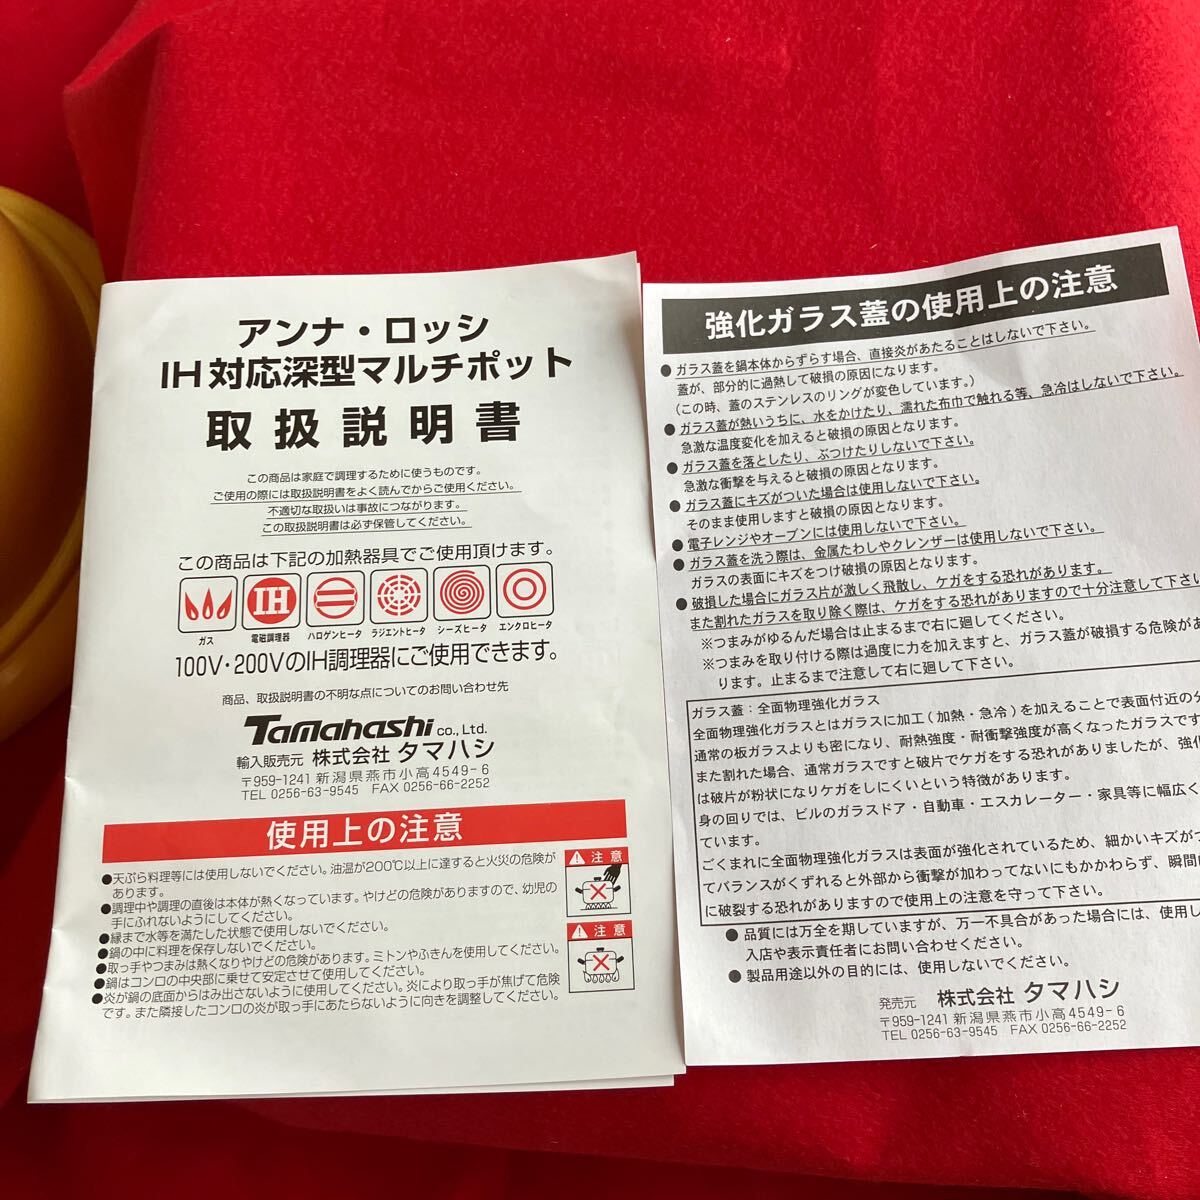 アンナ・ロッシ
IH対応深型マルチポット
取扱説明書
この商品は家庭で調理するために使うものです。
ご使用の際には取扱説明書をよく読んでからご使用ください。
不適切な取扱いは事故につながります。
この取扱説明書は必ず保管してください。
この商品は下記の加熱器具でご使用頂けます。
IH
ガス 電磁調理器 ハロゲンヒータ ラジエントヒータ シーズヒータ エンクロヒータ
100V・200VのIH調理器にご使用できます。
商品、取扱説明書の不明な点についてのお問い合わせ先
Tamahashi co., Ltd.
輸入販売元 株式会社 タマハシ
〒959-1241 新潟県燕市小高4549-6
TEL 0256-63-9545 FAX 0256-66-2252
使用上の注意
●天ぷら料理等には使用しないでください。油温が200℃以上に達すると火災の危険が
あります。
●調理中や調理の直後は本体が熱くなっています。やけどの危険がありますので、幼児の
手にふれないようにしてください。
●縁まで水等を満たした状態で使用しないでください。
●鍋の中に料理を保存しないでください。
●取っ手やつまみは熱くなりやけどの危険があります。ミトンやふきんを使用してください。
●鍋はコンロの中央部に乗せて安定させて使用してください。
●炎が鍋の底面からはみ出さないように使用してください。炎により取っ手が焦げて危険
です。また隣接したコンロの炎が取っ手にあたらないように向きを調整してください。
注意
注意
強化ガラス蓋の使用上の注意
●ガラス蓋を鍋本体からずらす場合、直接炎があたることはしないで下さい。
蓋が、部分的に過熱して破損の原因になります。
(この時、蓋のステンレスのリングが変色しています。)
●ガラス蓋が熱いうちに、水をかけたり、濡れた布巾で触れる等、急冷はしないで下さい。
急激な温度変化を加えると破損の原因となります。
●ガラス蓋を落としたり、ぶつけたりしないで下さい。
急激な衝撃を与えると破損の原因となります。
●ガラス蓋にキズがついた場合は使用しないで下さい。
そのまま使用しますと破損の原因となります。
●電子レンジやオーブンには使用しないで下さい。
●ガラス蓋を洗う際は、金属たわしやクレンザーは使用しないで下さい。
ガラスの表面にキズをつけ破損の原因となります。
●破損した場合にガラス片が激しく飛散し、ケガをする恐れがあります。
また割れたガラスを取り除く際は、ケガをする恐れがありますので十分注意して下さい
※つまみがゆるんだ場合は止まるまで右に廻してください。
※つまみを取り付ける際は過度に力を加えますと、ガラス蓋が破損する危険があ
ります。止まるまで注意して右に廻して下さい。
ガラス蓋：全面物理強化ガラス
全面物理強化ガラスとはガラスに加工(加熱・急冷)を加えることで表面付近の分
通常の板ガラスよりも密になり、耐熱強度・耐衝撃強度が高くなったガラスです
また割れた場合、通常ガラスですと破片でケガをする恐れがありましたが、強化
は破片が粉状になりケガをしにくいという特徴があります。
身の回りでは、ビルのガラスドア・自動車・エスカレーター・家具等に幅広く
ています。
ごくまれに全面物理強化ガラスは表面が強化されているため、細かいキズがつ
てバランスがくずれると外部から衝撃が加わってないにもかかわらず、瞬間
に破裂する恐れがありますので使用上の注意を守って下さい。
●品質には万全を期していますが、万一不具合があった場合には、使用し
入店や表示責任者にお問い合わせください。
●製品用途以外の目的には、使用しないでください。
発売元 株式会社 タマハシ
〒959-1241 新潟県燕市小高4549-6
TEL 0256-63-9545 FAX 0256-66-2252